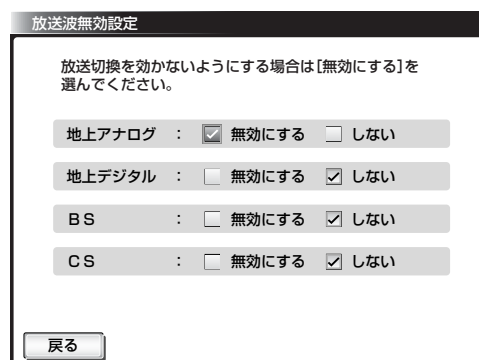 放送波無効設定
放送切換を効かないようにする場合は[無効にする]を
選んでください。
地上アナログ : 無効にする しない
地上デジタル : 無効にする しない
BS : 無効にする しない
CS : 無効にする しない
戻る